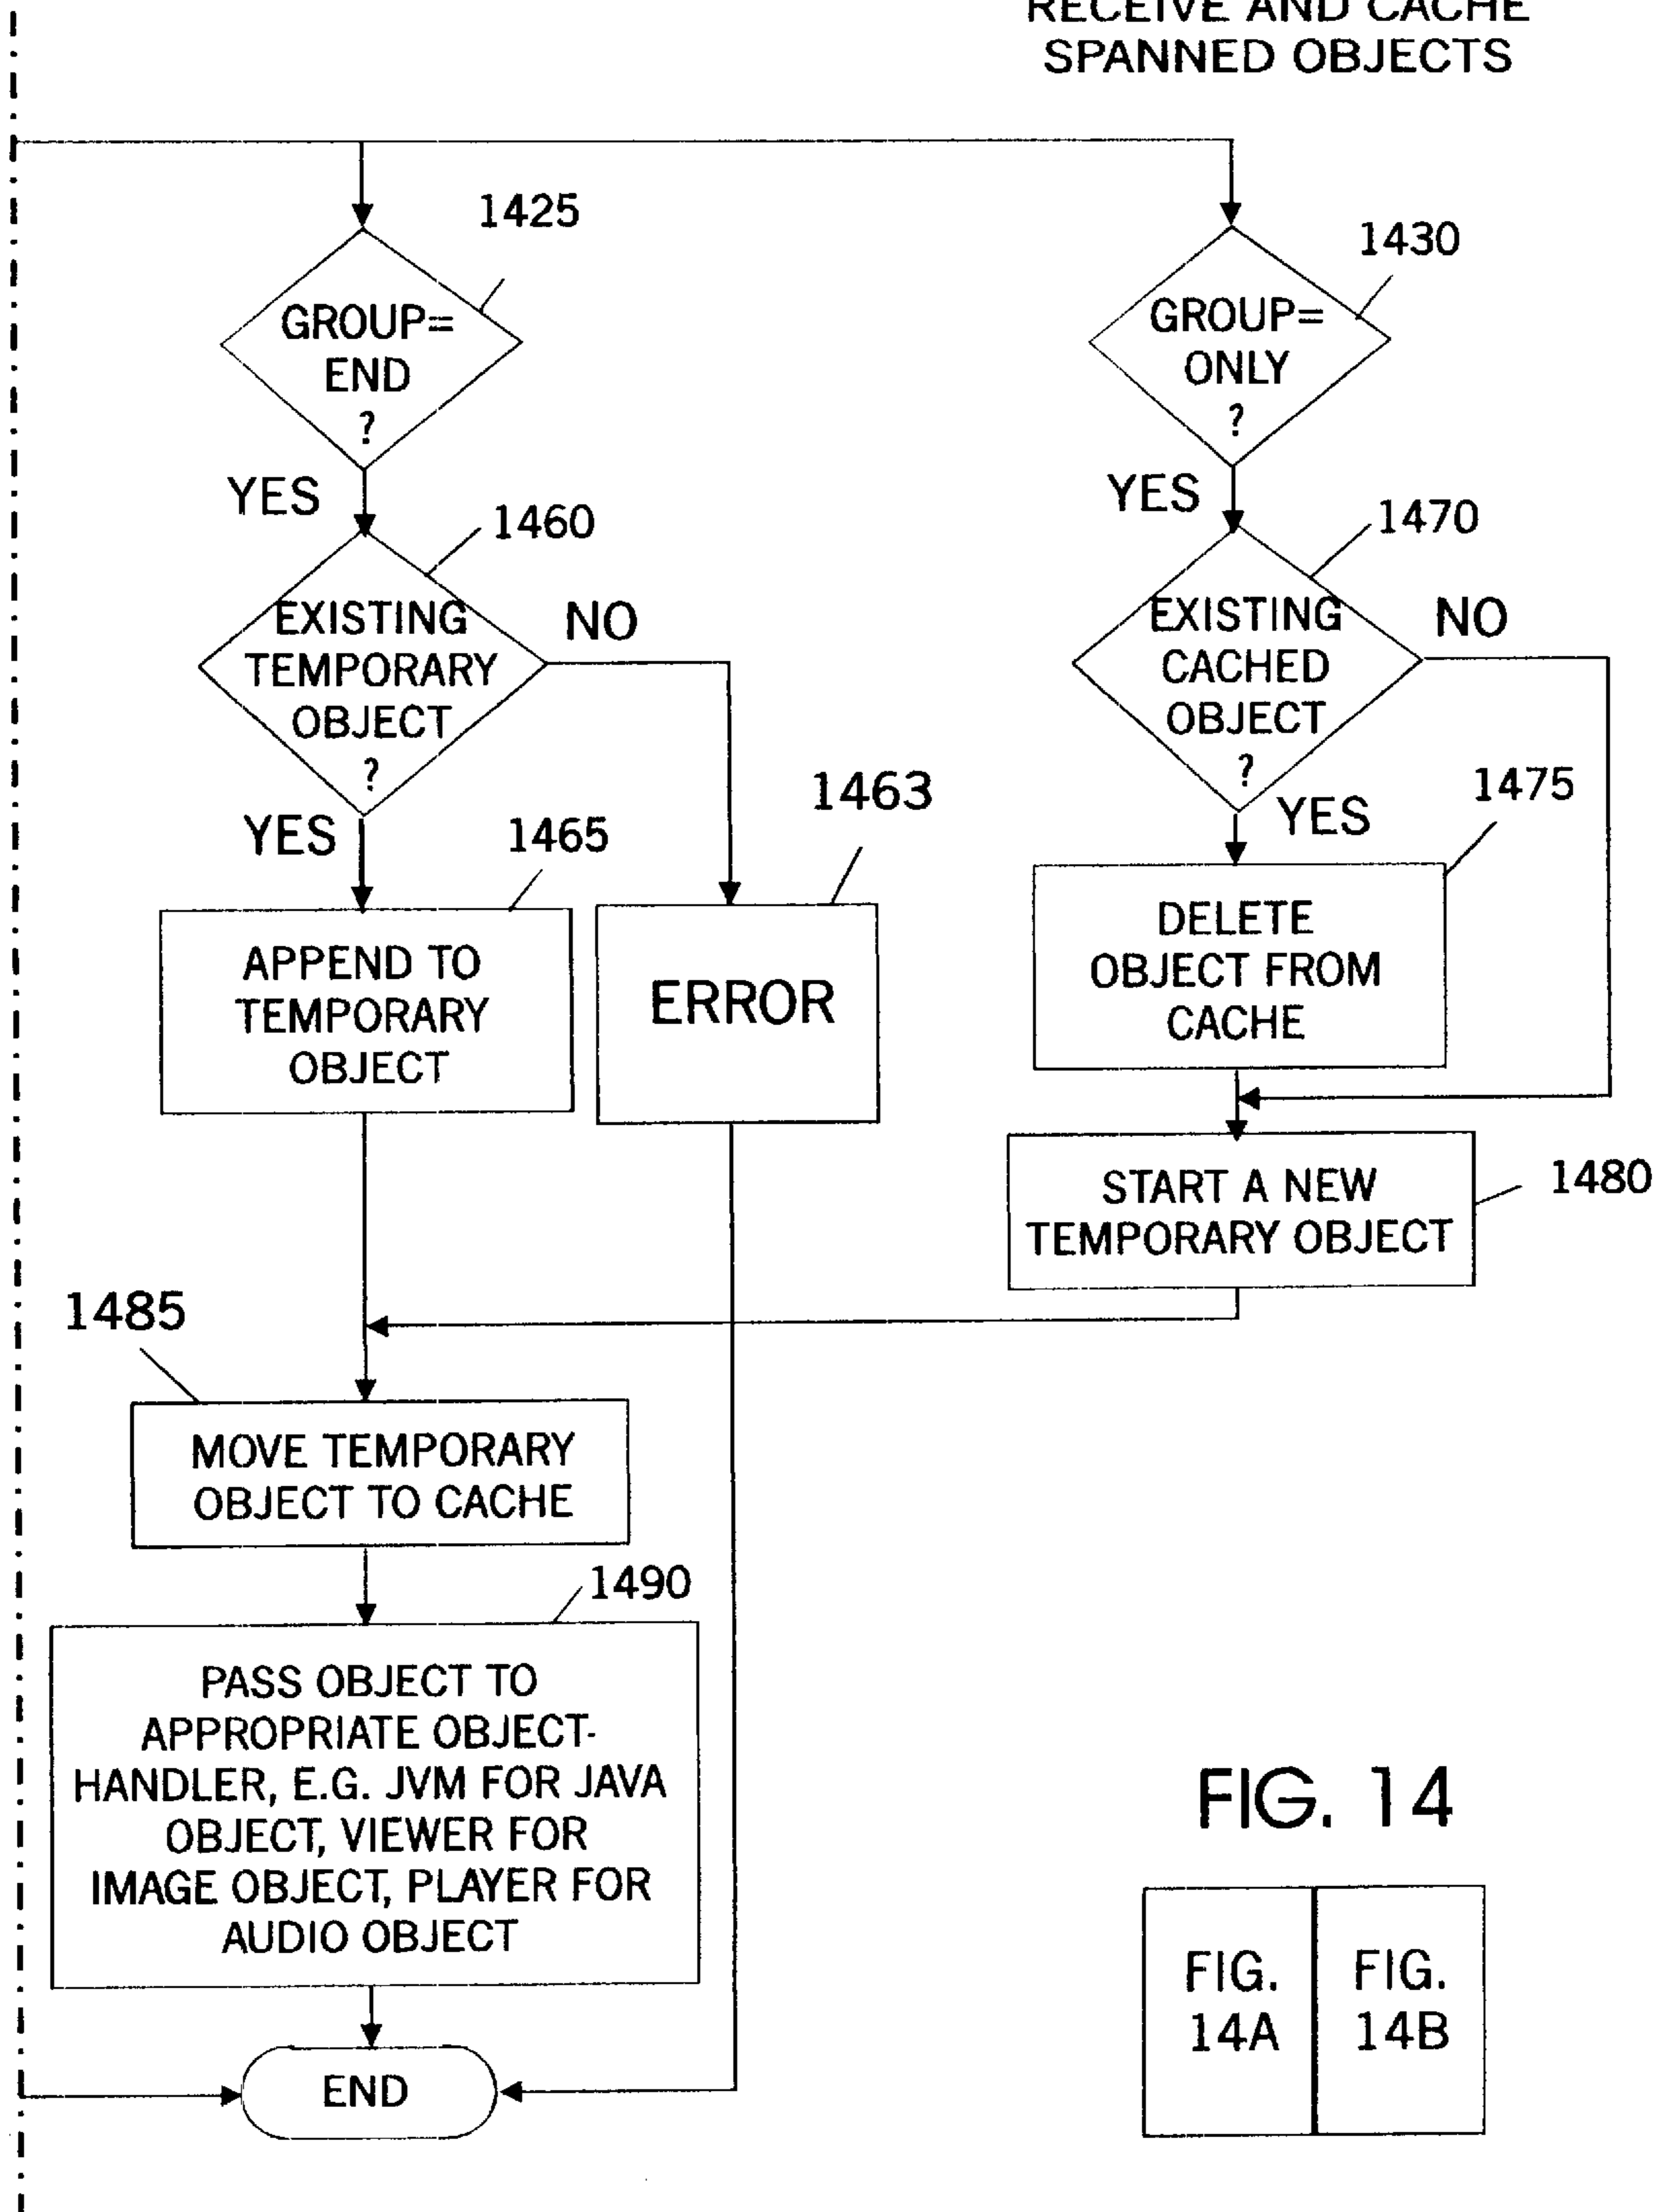 RECEIVE AND CACHE
SPANNED OBJECTS
1425
1430
GROUP=
END
?
GROUP=
ONLY
?
YES
YES
1460
1470
EXISTING
TEMPORARY
OBJECT
?
NO
EXISTING
CACHED
OBJECT
?
NO
YES
1465
1463
YES
1475
APPEND TO
TEMPORARY
OBJECT
ERROR
DELETE
OBJECT FROM
CACHE
START A NEW
TEMPORARY OBJECT
1480
1485
MOVE TEMPORARY
OBJECT TO CACHE
1490
PASS OBJECT TO
APPROPRIATE OBJECT-
HANDLER, E.G. JVM FOR JAVA
OBJECT, VIEWER FOR
IMAGE OBJECT, PLAYER FOR
AUDIO OBJECT
END
FIG. 14
FIG.
14A
FIG.
14B